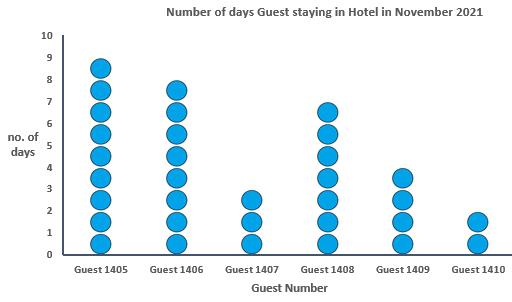 Number of days Guest staying in Hotel in November 2021
10
9
8
7
6
5
4
3
2
1
0
no. of
days
Guest 1405 Guest 1406 Guest 1407 Guest 1408 Guest 1409 Guest 1410
Guest Number